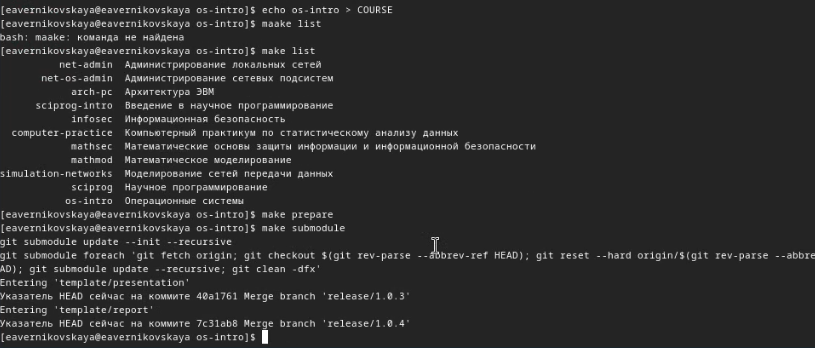 [eavernikovskaya@eavernikovskaya os-intro]$ echo os-intro > COURSE
[eavernikovskaya@eavernikovskaya os-intro]$ maake list
bash: maake: команда не найдена
[eavernikovskaya@eavernikovskaya os-intro]$ make list
net-admin Администрирование локальных сетей
net-os-admin Администрирование сетевых подсистем
arch-pc Архитектура ЭВМ
sciprog-intro Введение в научное программирование
infosec Информационная безопасность
computer-practice Компьютерный практикум по статистическому анализу данных
mathsec Математические основы защиты информации и информационной безопасности
mathmod Математическое моделирование
simulation-networks Моделирование сетей передачи данных
sciprog Научное программирование
os-intro Операционные системы
[eavernikovskaya@eavernikovskaya os-intro]$ make prepare
[eavernikovskaya@eavernikovskaya os-intro]$ make submodule
git submodule update --init --recursive
git submodule foreach 'git fetch origin; git checkout $(git rev-parse --abbrev-ref HEAD); git reset --hard origin/$(git rev-parse --abbre
AD); git submodule update --recursive; git clean -dfx'
Entering 'template/presentation'
Указатель HEAD сейчас на коммите 40a1761 Merge branch 'release/1.0.3'
Entering 'template/report'
Указатель HEAD сейчас на коммите 7c31ab8 Merge branch 'release/1.0.4'
[eavernikovskaya@eavernikovskaya os-intro]$